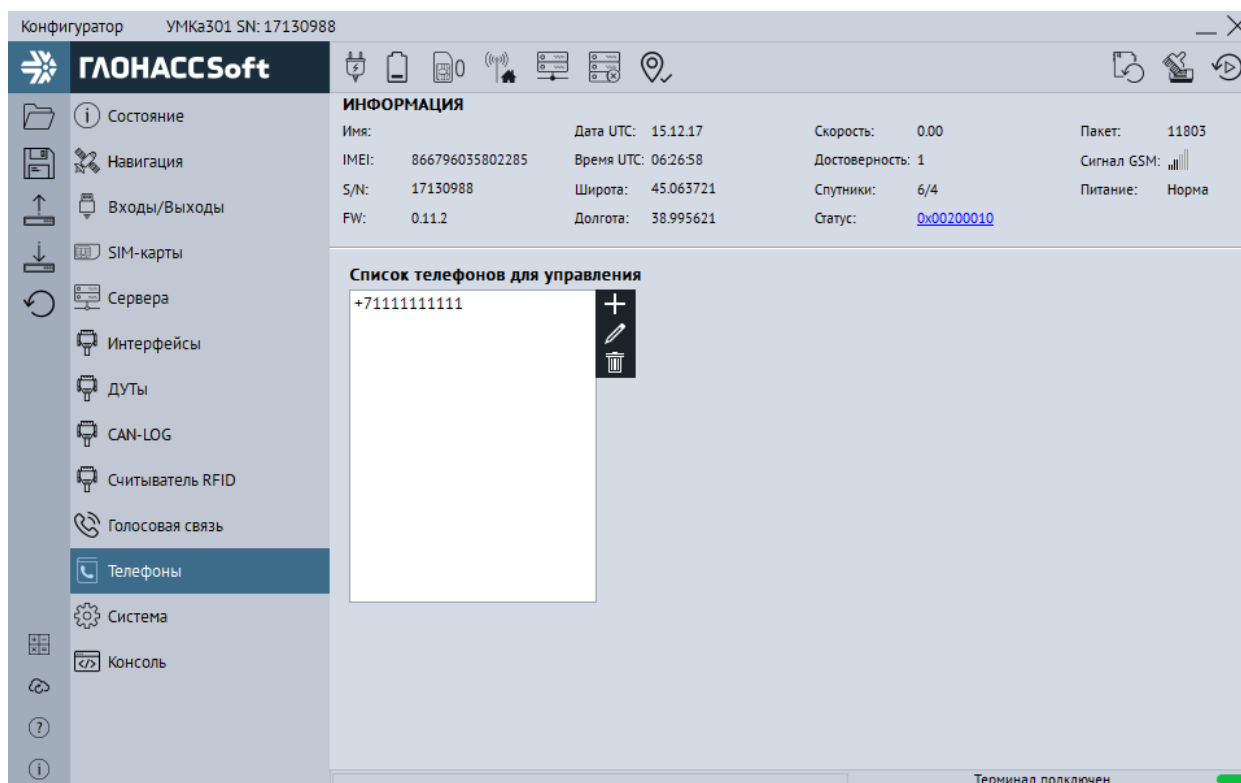 Конфигуратор УМКа301 SN: 17130988
ГЛОНАССSoft
0
Состояние
Навигация
Входы/Выходы
SIM-карты
Сервера
Интерфейсы
ДУТы
CAN-LOG
Считыватель RFID
Голосовая связь
Телефоны
Система
Консоль
ИНФОРМАЦИЯ
Имя: Дата UTC: 15.12.17 Скорость: 0.00 Пакет: 11803
IMEI: 866796035802285 Время UTC: 06:26:58 Достоверность: 1 Сигнал GSM:
S/N: 17130988 Широта: 45.063721 Спутники: 6/4 Питание: Норма
FW: 0.11.2 Долгота: 38.995621 Статус: 0x00200010
Список телефонов для управления
+71111111111
Терминал подключен